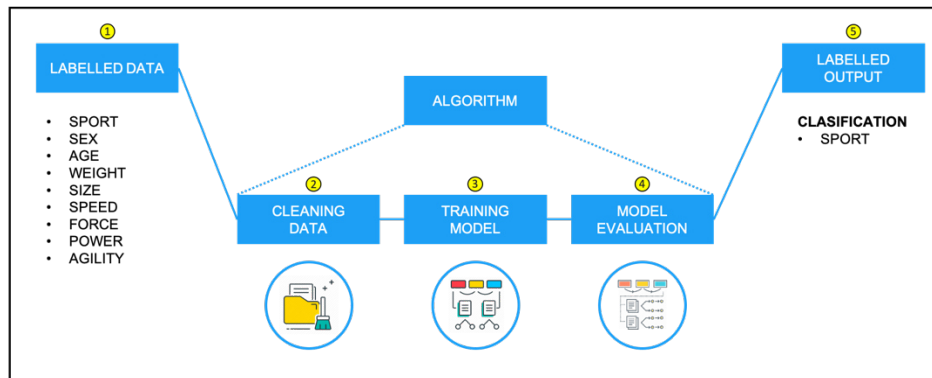 1
LABELLED DATA
• SPORT
• SEX
• AGE
• WEIGHT
• SIZE
• SPEED
• FORCE
• POWER
• AGILITY
ALGORITHM
2
CLEANING
DATA
3
TRAINING
MODEL
4
MODEL
EVALUATION
5
LABELLED
OUTPUT
CLASIFICATION
• SPORT